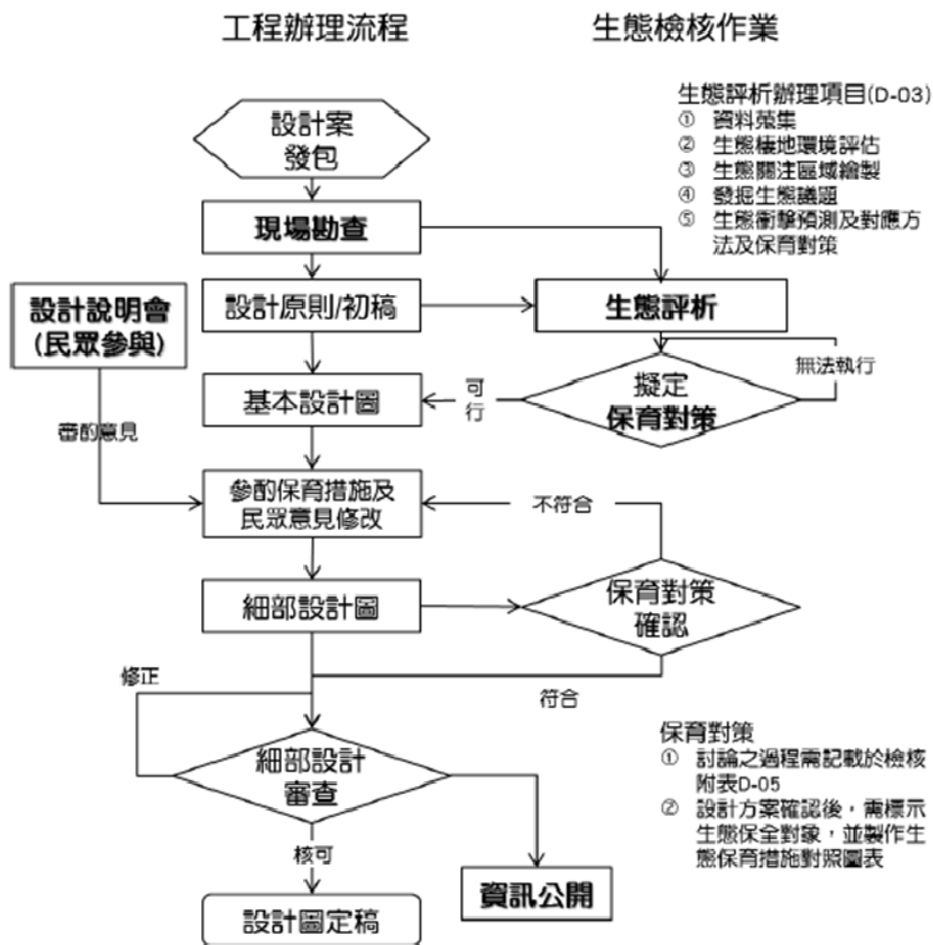 工程辦理流程
生態檢核作業
生態評析辦理項目(D-03)
① 資料蒐集
② 生態棲地環境評估
③ 生態關注區域繪製
④ 發掘生態議題
⑤ 生態衝擊預測及對應方
法及保育對策
設計案
發包
現場勘查
設計原則/初稿
生態評析
設計說明會
(民眾參與)
無法執行
擬定
保育對策
可
行
基本設計圖
審酌意見
參酌保育措施及
民眾意見修改
不符合
細部設計圖
保育對策
確認
修正
符合
細部設計
審查
保育對策
① 討論之過程需記載於檢核
附表D-05
② 設計方案確認後，需標示
生態保全對象，並製作生
態保育措施對照圖表
核可
資訊公開
設計圖定稿